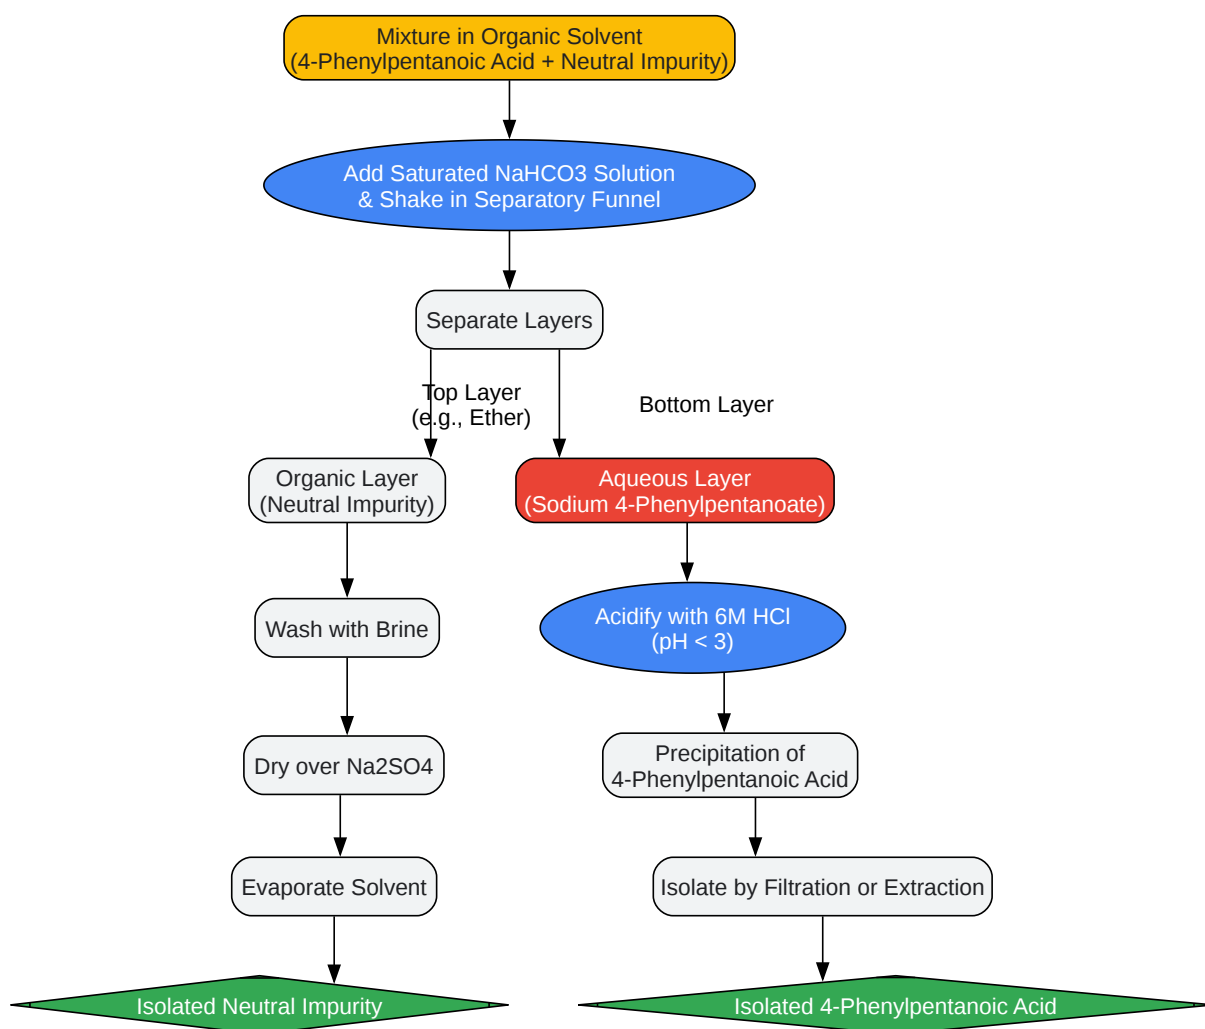 Mixture in Organic Solvent
(4-Phenylpentanoic Acid + Neutral Impurity)
Add Saturated NaHCO3 Solution
& Shake in Separatory Funnel
Separate Layers
Top Layer
(e.g., Ether)
Bottom Layer
Organic Layer
(Neutral Impurity)
Aqueous Layer
(Sodium 4-Phenylpentanoate)
Wash with Brine
Acidify with 6M HCl
(pH < 3)
Dry over Na2SO4
Precipitation of
4-Phenylpentanoic Acid
Evaporate Solvent
Isolate by Filtration or Extraction
Isolated Neutral Impurity
Isolated 4-Phenylpentanoic Acid